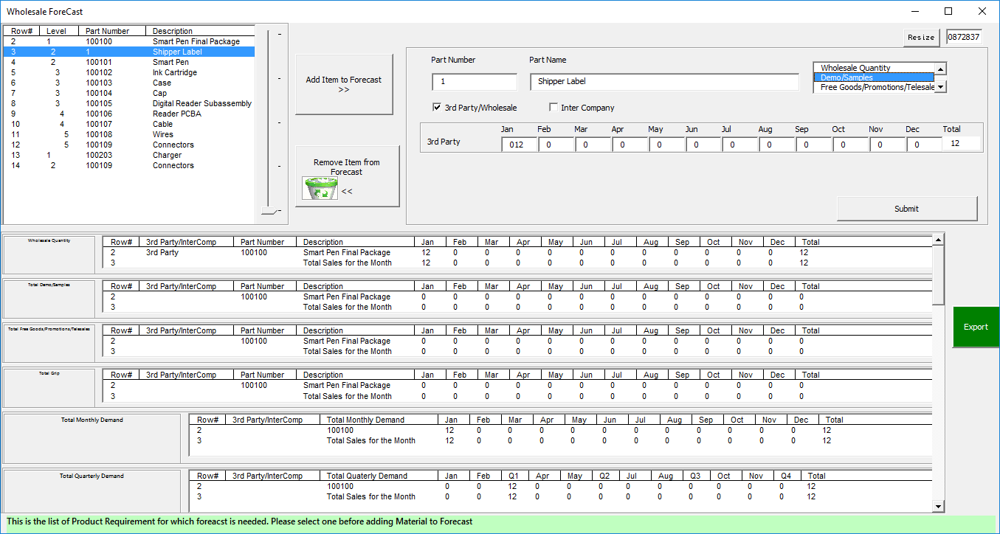 Wholesale ForeCast
Row# Level Part Number Description
2 1 100100 Smart Pen Final Package
3 2 1 Shipper Label
4 2 100101 Smart Pen
5 3 100102 Ink Cartridge
6 3 100103 Case
7 3 100104 Cap
8 3 100105 Digital Reader Subassembly
9 4 100106 Reader PCBA
10 4 100107 Cable
11 5 100108 Wires
12 5 100109 Connectors
13 1 100203 Charger
14 2 100109 Connectors
Add Item to Forecast
>>
Remove Item from
Forecast
<<
Resize 0872837
Part Number Part Name
1 Shipper Label
Wholesale Quantity
Demo/Samples
Free Goods/Promotions/Telesale
3rd Party/Wholesale Inter Company
Jan Feb Mar Apr May Jun Jul Aug Sep Oct Nov Dec Total
3rd Party 012 0 0 0 0 0 0 0 0 0 0 0 12
Submit
Wholesale Quantity
Row# 3rd Party/InterComp Part Number Description Jan Feb Mar Apr May Jun Jul Aug Sep Oct Nov Dec Total
2 3rd Party 100100 Smart Pen Final Package 12 0 0 0 0 0 0 0 0 0 0 0 12
3 Total Sales for the Month 12 0 0 0 0 0 0 0 0 0 0 0 12
Total Demo/Samples
Row# 3rd Party/InterComp Part Number Description Jan Feb Mar Apr May Jun Jul Aug Sep Oct Nov Dec Total
2 100100 Smart Pen Final Package 0 0 0 0 0 0 0 0 0 0 0 0 0
3 Total Sales for the Month 0 0 0 0 0 0 0 0 0 0 0 0 0
Total Free Goods/Promotions/Telesales
Row# 3rd Party/InterComp Part Number Description Jan Feb Mar Apr May Jun Jul Aug Sep Oct Nov Dec Total
2 100100 Smart Pen Final Package 0 0 0 0 0 0 0 0 0 0 0 0 0
3 Total Sales for the Month 0 0 0 0 0 0 0 0 0 0 0 0 0
Export
Total Grip
Row# 3rd Party/InterComp Part Number Description Jan Feb Mar Apr May Jun Jul Aug Sep Oct Nov Dec Total
2 100100 Smart Pen Final Package 0 0 0 0 0 0 0 0 0 0 0 0 0
3 Total Sales for the Month 0 0 0 0 0 0 0 0 0 0 0 0 0
Total Monthly Demand
Row# 3rd Party/InterComp Total Monthly Demand Jan Feb Mar Apr May Jun Jul Aug Sep Oct Nov Dec Total
2 100100 12 0 0 0 0 0 0 0 0 0 0 0 12
3 Total Sales for the Month 12 0 0 0 0 0 0 0 0 0 0 0 12
Total Quarterly Demand
Row# 3rd Party/InterComp Total Quaterly Demand Jan Feb Q1 Apr May Q2 Jul Aug Q3 Oct Nov Q4 Total
2 100100 0 0 12 0 0 0 0 0 0 0 0 0 12
3 Total Sales for the Month 0 0 12 0 0 0 0 0 0 0 0 0 12
This is the list of Product Requirement for which foreacst is needed. Please select one before adding Material to Forecast